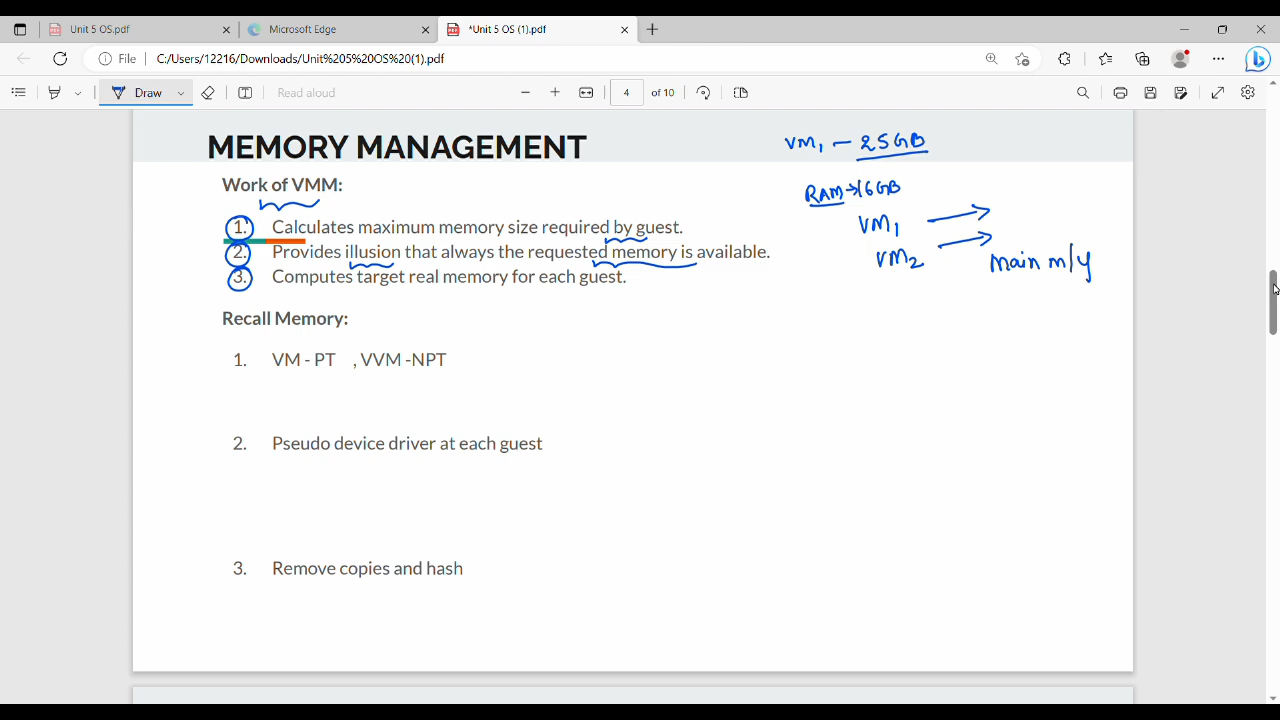 Unit 5 OS.pdf
Microsoft Edge
*Unit 5 OS (1).pdf
File
C:/Users/12216/Downloads/Unit%205%20OS%20(1).pdf
Draw
Read aloud
4 of 10
MEMORY MANAGEMENT
VM1 - 25GB
Work of VMM:
RAM→16GB
1. Calculates maximum memory size required by guest.
VM1
2. Provides illusion that always the requested memory is available.
VM2
main m/y
3. Computes target real memory for each guest.
Recall Memory:
1. VM - PT , VVM -NPT
2. Pseudo device driver at each guest
3. Remove copies and hash